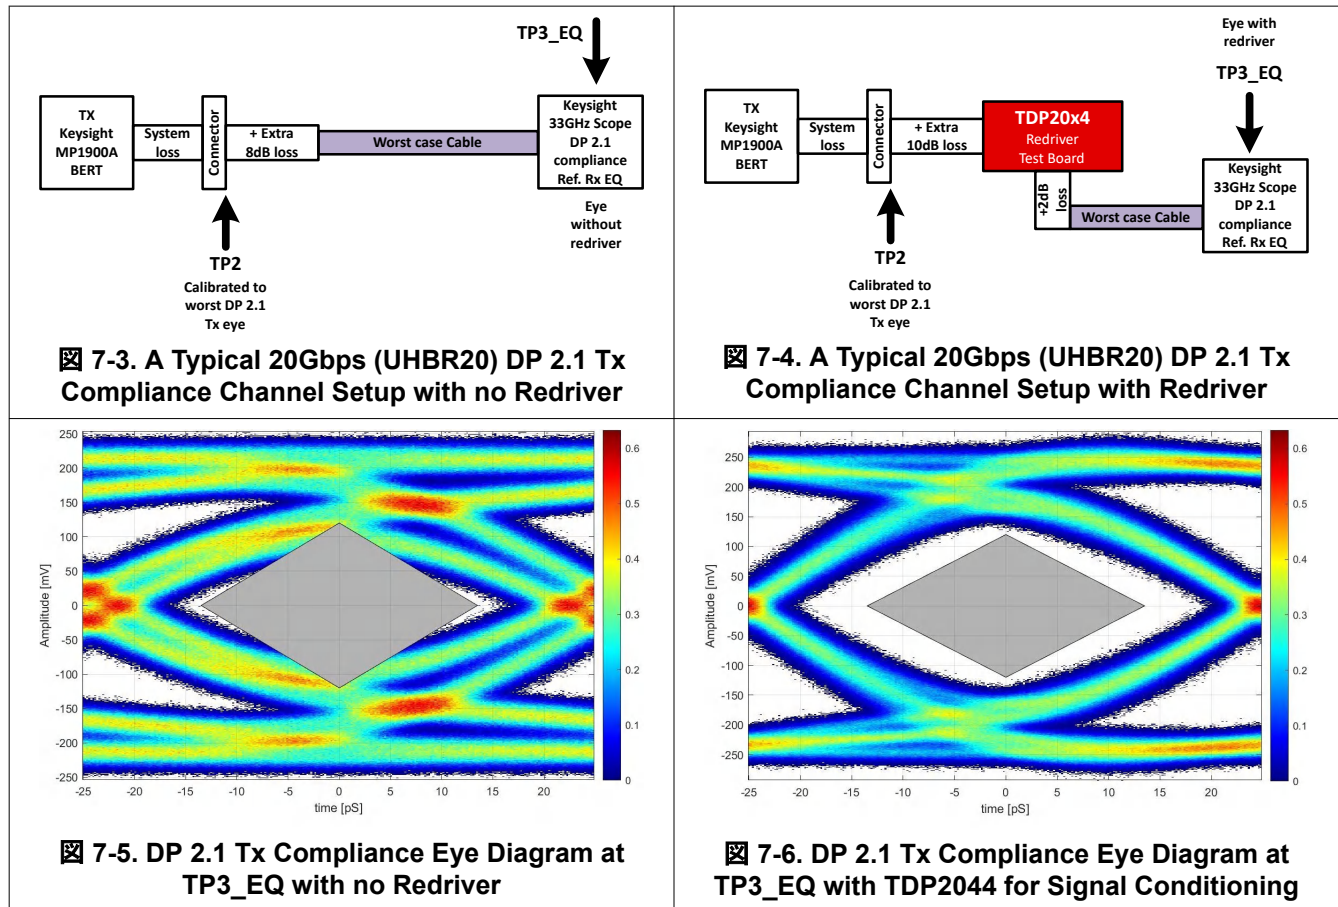 TP3_EQ
TX
Keysight
MP1900A
BERT
System
loss
Connector
+ Extra
8dB loss
Worst case Cable
Keysight
33GHz Scope
DP 2.1
compliance
Ref. Rx EQ
Eye
without
redriver
TP2
Calibrated to
worst DP 2.1
Tx eye
図 7-3. A Typical 20Gbps (UHBR20) DP 2.1 Tx
Compliance Channel Setup with no Redriver
Eye with
redriver
TP3_EQ
TX
Keysight
MP1900A
BERT
System
loss
Connector
+ Extra
10dB loss
TDP20x4
Redriver
Test Board
+2dB
loss
Worst case Cable
Keysight
33GHz Scope
DP 2.1
compliance
Ref. Rx EQ
TP2
Calibrated to
worst DP 2.1
Tx eye
図 7-4. A Typical 20Gbps (UHBR20) DP 2.1 Tx
Compliance Channel Setup with Redriver
250
200
150
100
50
0
-50
-100
-150
-200
-250
Amplitude [mV]
-25
-20
-15
-10
-5
0
5
10
15
20
time [pS]
0.6
0.5
0.4
0.3
0.2
0.1
0
図 7-5. DP 2.1 Tx Compliance Eye Diagram at
TP3_EQ with no Redriver
250
200
150
100
50
0
-50
-100
-150
-200
-250
Amplitude [mV]
-25
-20
-15
-10
-5
0
5
10
15
20
25
time [pS]
0.6
0.5
0.4
0.3
0.2
0.1
0
図 7-6. DP 2.1 Tx Compliance Eye Diagram at
TP3_EQ with TDP2044 for Signal Conditioning